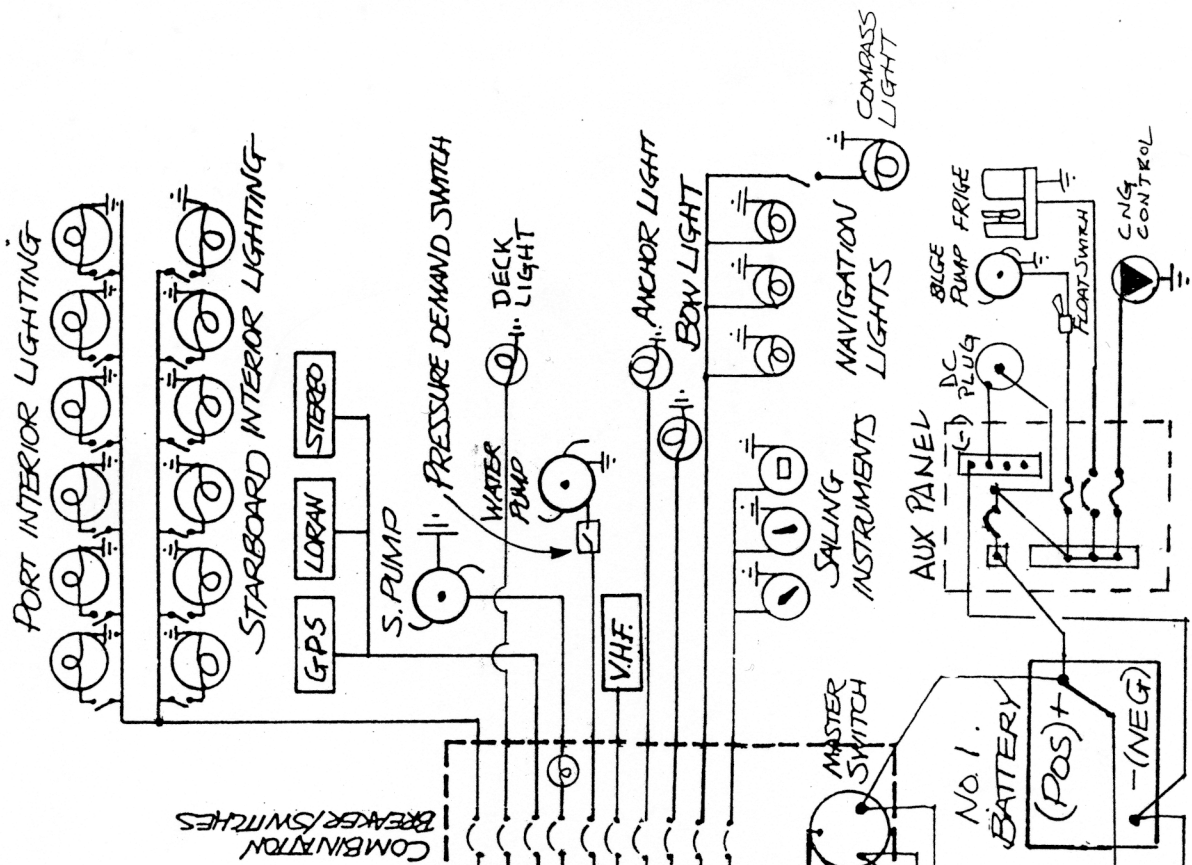 PORT INTERIOR LIGHTING
STARBOARD INTERIOR LIGHTING
GPS
LORAN
STEREO
S. PUMP
PRESSURE DEMAND SWITCH
WATER
PUMP
DECK
LIGHT
V.H.F.
ANCHOR LIGHT
BOW LIGHT
SAILING
INSTRUMENTS
NAVIGATION
LIGHTS
COMPASS
LIGHT
COMBINATION
BREAKER/SWITCHES
MASTER
SWITCH
AUX PANEL
(-)
DC
PLUG
BILGE
PUMP
FRIGE
FLOAT SWITCH
CNG
CONTROL
NO. 1.
BATTERY
(POS)+
-(NEG)